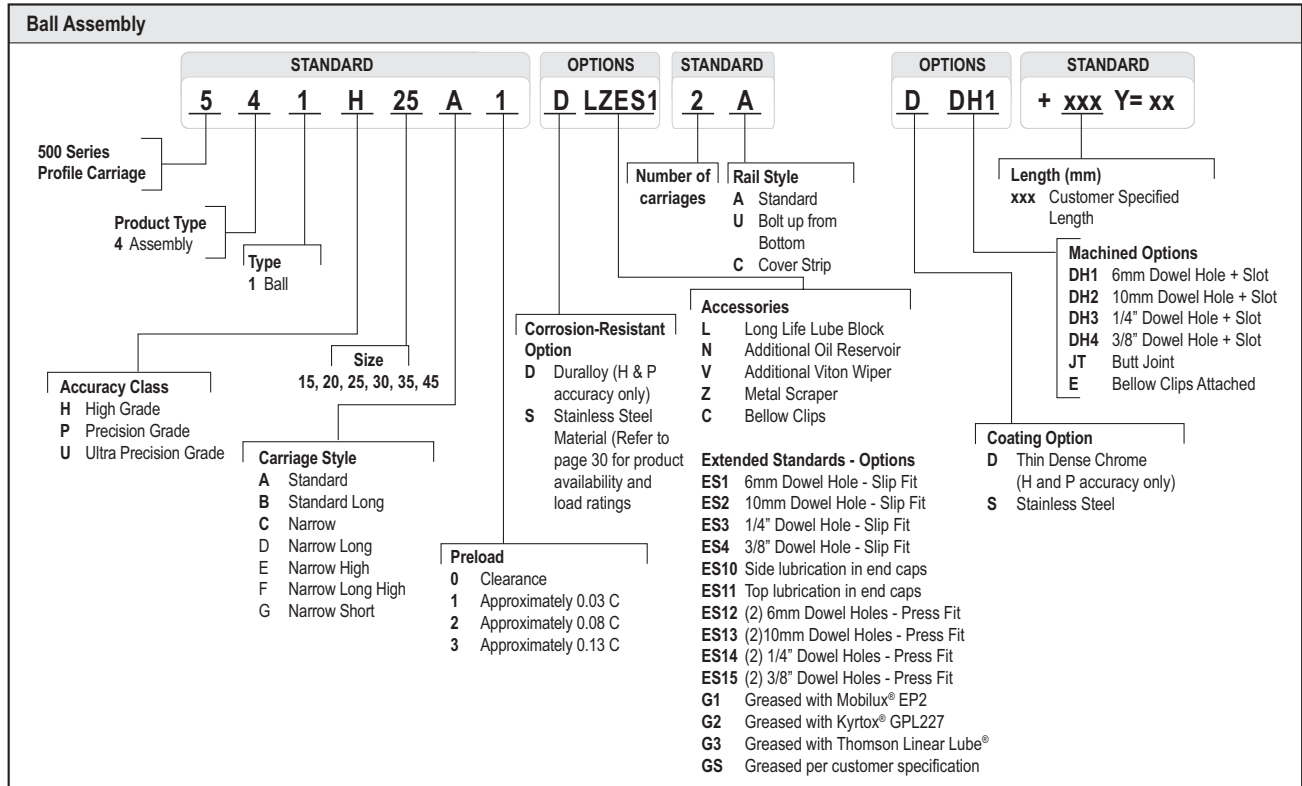 Ball Assembly
STANDARD
OPTIONS
STANDARD
OPTIONS
STANDARD
5 4 1 H 25 A 1 D LZES1 2 A D DH1 + xxx Y= xx
500 Series
Profile Carriage
Product Type
4 Assembly
Type
1 Ball
Accuracy Class
H High Grade
P Precision Grade
U Ultra Precision Grade
Size
15, 20, 25, 30, 35, 45
Carriage Style
A Standard
B Standard Long
C Narrow
D Narrow Long
E Narrow High
F Narrow Long High
G Narrow Short
Preload
0 Clearance
1 Approximately 0.03 C
2 Approximately 0.08 C
3 Approximately 0.13 C
Corrosion-Resistant
Option
D Duralloy (H & P
accuracy only)
S Stainless Steel
Material (Refer to
page 30 for product
availability and
load ratings
Number of
carriages
Rail Style
A Standard
U Bolt up from
Bottom
C Cover Strip
Accessories
L Long Life Lube Block
N Additional Oil Reservoir
V Additional Viton Wiper
Z Metal Scraper
C Bellow Clips
Extended Standards - Options
ES1 6mm Dowel Hole - Slip Fit
ES2 10mm Dowel Hole - Slip Fit
ES3 1/4” Dowel Hole - Slip Fit
ES4 3/8” Dowel Hole - Slip Fit
ES10 Side lubrication in end caps
ES11 Top lubrication in end caps
ES12 (2) 6mm Dowel Holes - Press Fit
ES13 (2)10mm Dowel Holes - Press Fit
ES14 (2) 1/4” Dowel Holes - Press Fit
ES15 (2) 3/8” Dowel Holes - Press Fit
G1 Greased with Mobilux® EP2
G2 Greased with Kyrtox® GPL227
G3 Greased with Thomson Linear Lube®
GS Greased per customer specification
Length (mm)
xxx Customer Specified
Length
Machined Options
DH1 6mm Dowel Hole + Slot
DH2 10mm Dowel Hole + Slot
DH3 1/4” Dowel Hole + Slot
DH4 3/8” Dowel Hole + Slot
JT Butt Joint
E Bellow Clips Attached
Coating Option
D Thin Dense Chrome
(H and P accuracy only)
S Stainless Steel